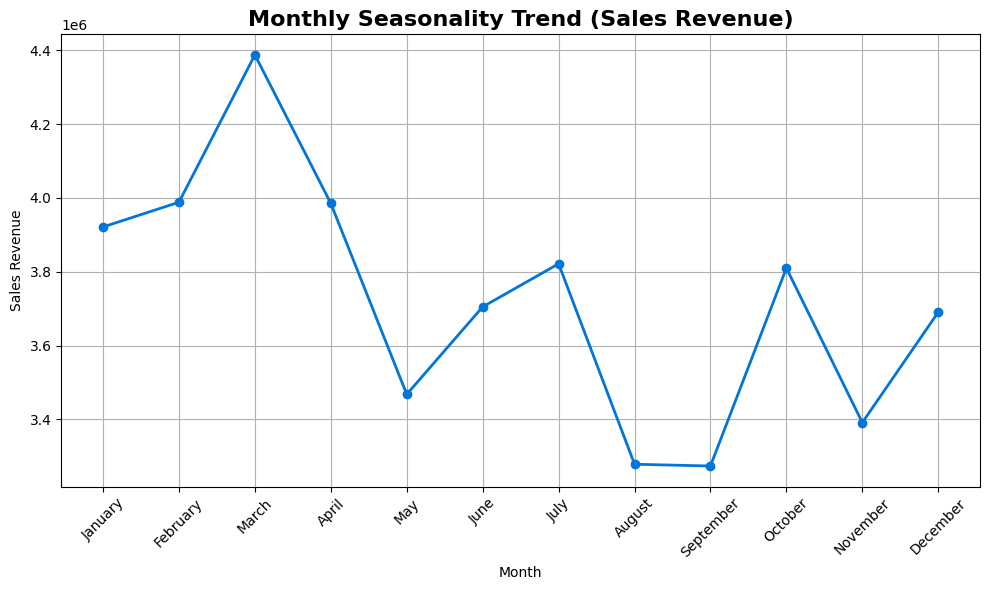 Monthly Seasonality Trend (Sales Revenue)
1e6
4.4
4.2
4.0
3.8
3.6
3.4
Sales Revenue
January
February
March
April
May
June
July
August
September
October
November
December
Month